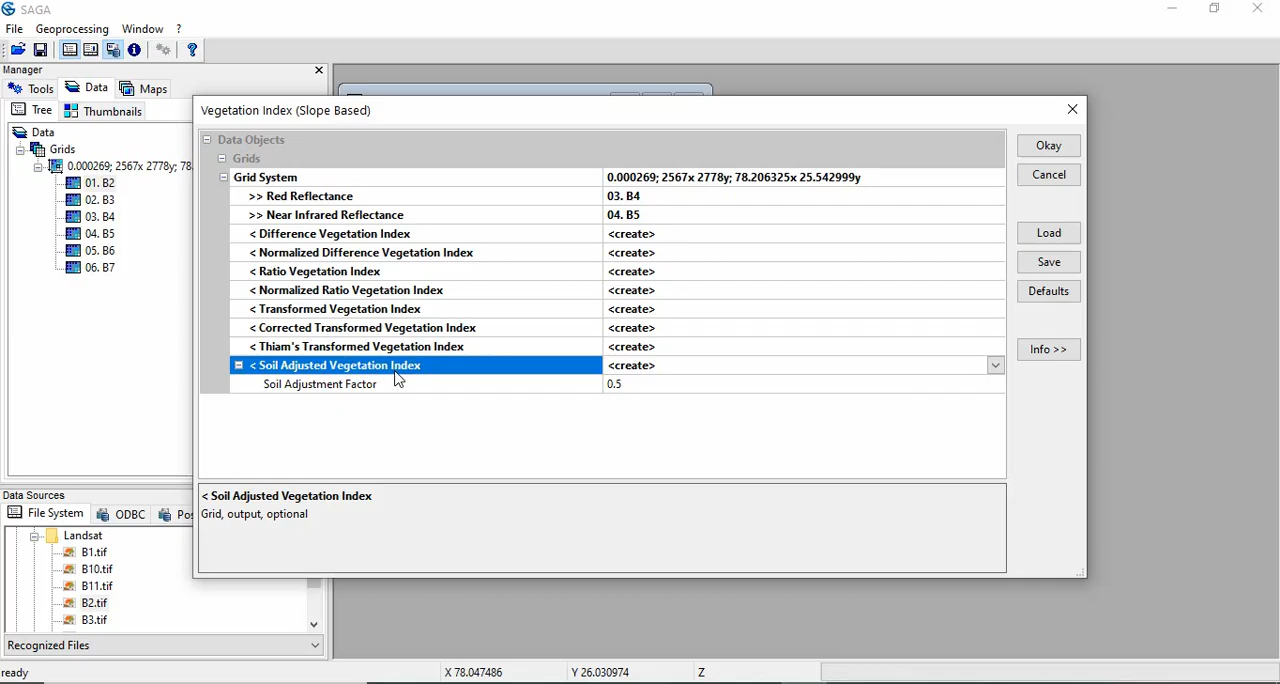 SAGA
File Geoprocessing Window ?
Manager
Tools Data Maps
Tree Thumbnails
Data
Grids
0.000269; 2567x 2778y; 78.
01. B2
02. B3
03. B4
04. B5
05. B6
06. B7
Data Sources
File System ODBC Pos
Landsat
B1.tif
B10.tif
B11.tif
B2.tif
B3.tif
Recognized Files
Vegetation Index (Slope Based)
Data Objects
Grids
Grid System 0.000269; 2567x 2778y; 78.206325x 25.542999y
>> Red Reflectance 03. B4
>> Near Infrared Reflectance 04. B5
< Difference Vegetation Index <create>
< Normalized Difference Vegetation Index <create>
< Ratio Vegetation Index <create>
< Normalized Ratio Vegetation Index <create>
< Transformed Vegetation Index <create>
< Corrected Transformed Vegetation Index <create>
< Thiam's Transformed Vegetation Index <create>
< Soil Adjusted Vegetation Index <create>
Soil Adjustment Factor 0.5
< Soil Adjusted Vegetation Index
Grid, output, optional
Okay
Cancel
Load
Save
Defaults
Info >>
ready X 78.047486 Y 26.030974 Z